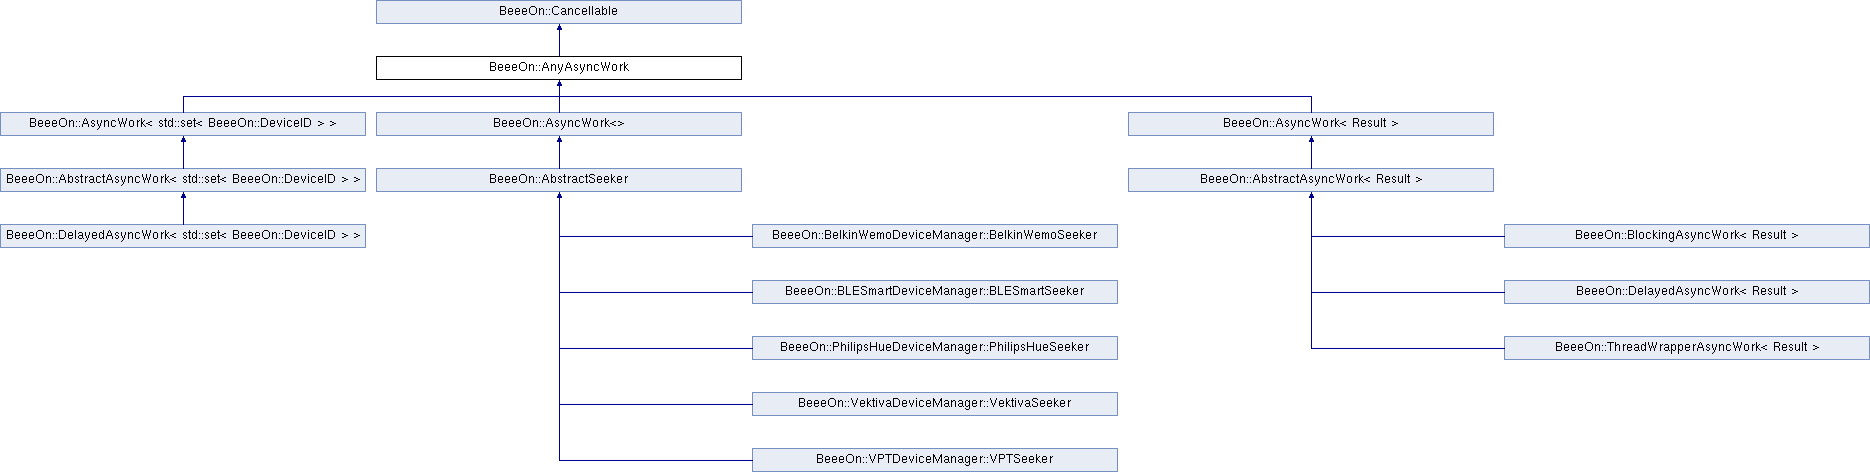 BeeeOn::Cancellable
BeeeOn::AnyAsyncWork
BeeeOn::AsyncWork< std::set< BeeeOn::DeviceID > >
BeeeOn::AsyncWork<>
BeeeOn::AsyncWork< Result >
BeeeOn::AbstractAsyncWork< std::set< BeeeOn::DeviceID > >
BeeeOn::AbstractSeeker
BeeeOn::AbstractAsyncWork< Result >
BeeeOn::DelayedAsyncWork< std::set< BeeeOn::DeviceID > >
BeeeOn::BelkinWemoDeviceManager::BelkinWemoSeeker
BeeeOn::BlockingAsyncWork< Result >
BeeeOn::BLESmartDeviceManager::BLESmartSeeker
BeeeOn::DelayedAsyncWork< Result >
BeeeOn::PhilipsHueDeviceManager::PhilipsHueSeeker
BeeeOn::ThreadWrapperAsyncWork< Result >
BeeeOn::VektivaDeviceManager::VektivaSeeker
BeeeOn::VPTDeviceManager::VPTSeeker